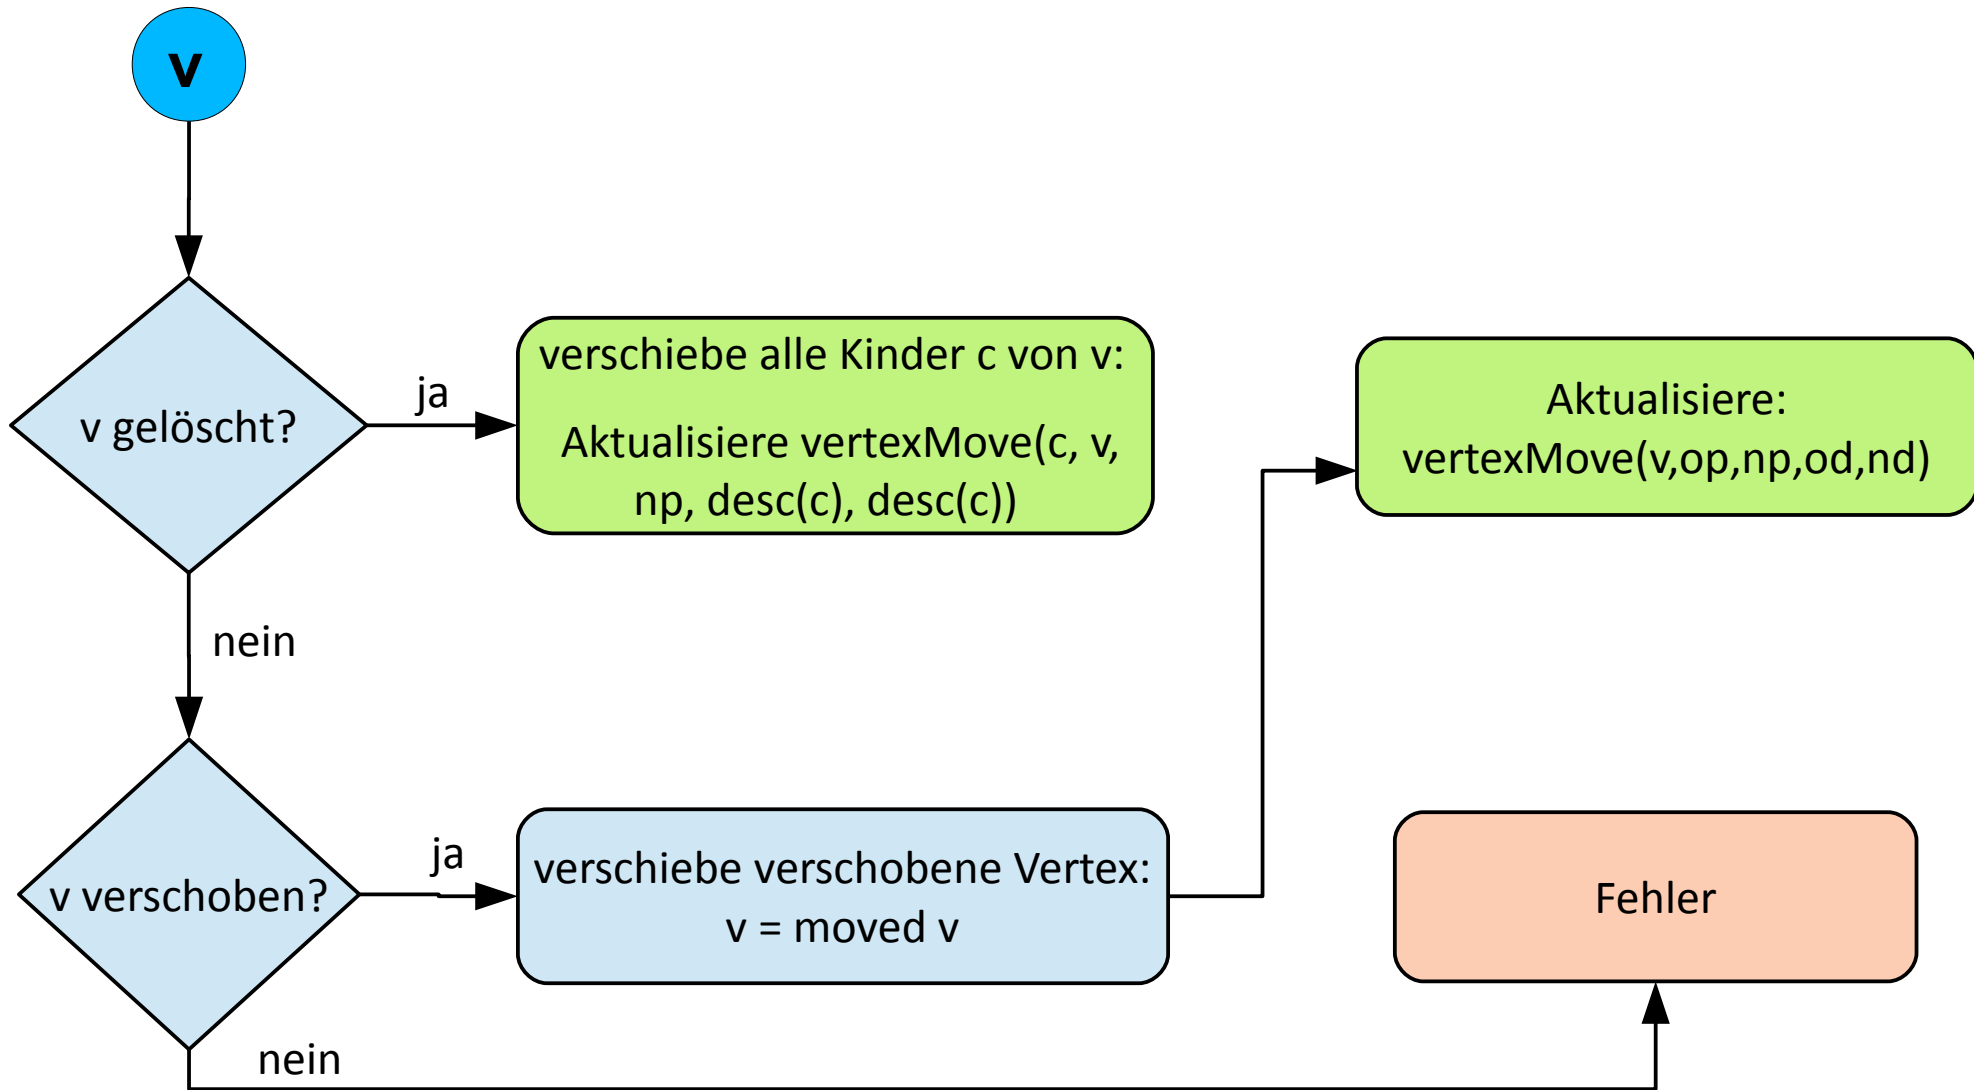 v
v gelöscht?
ja
verschiebe alle Kinder c von v:
Aktualisiere vertexMove(c, v,
np, desc(c), desc(c))
Aktualisiere:
vertexMove(v,op,np,od,nd)
nein
v verschoben?
ja
verschiebe verschobene Vertex:
v = moved v
Fehler
nein